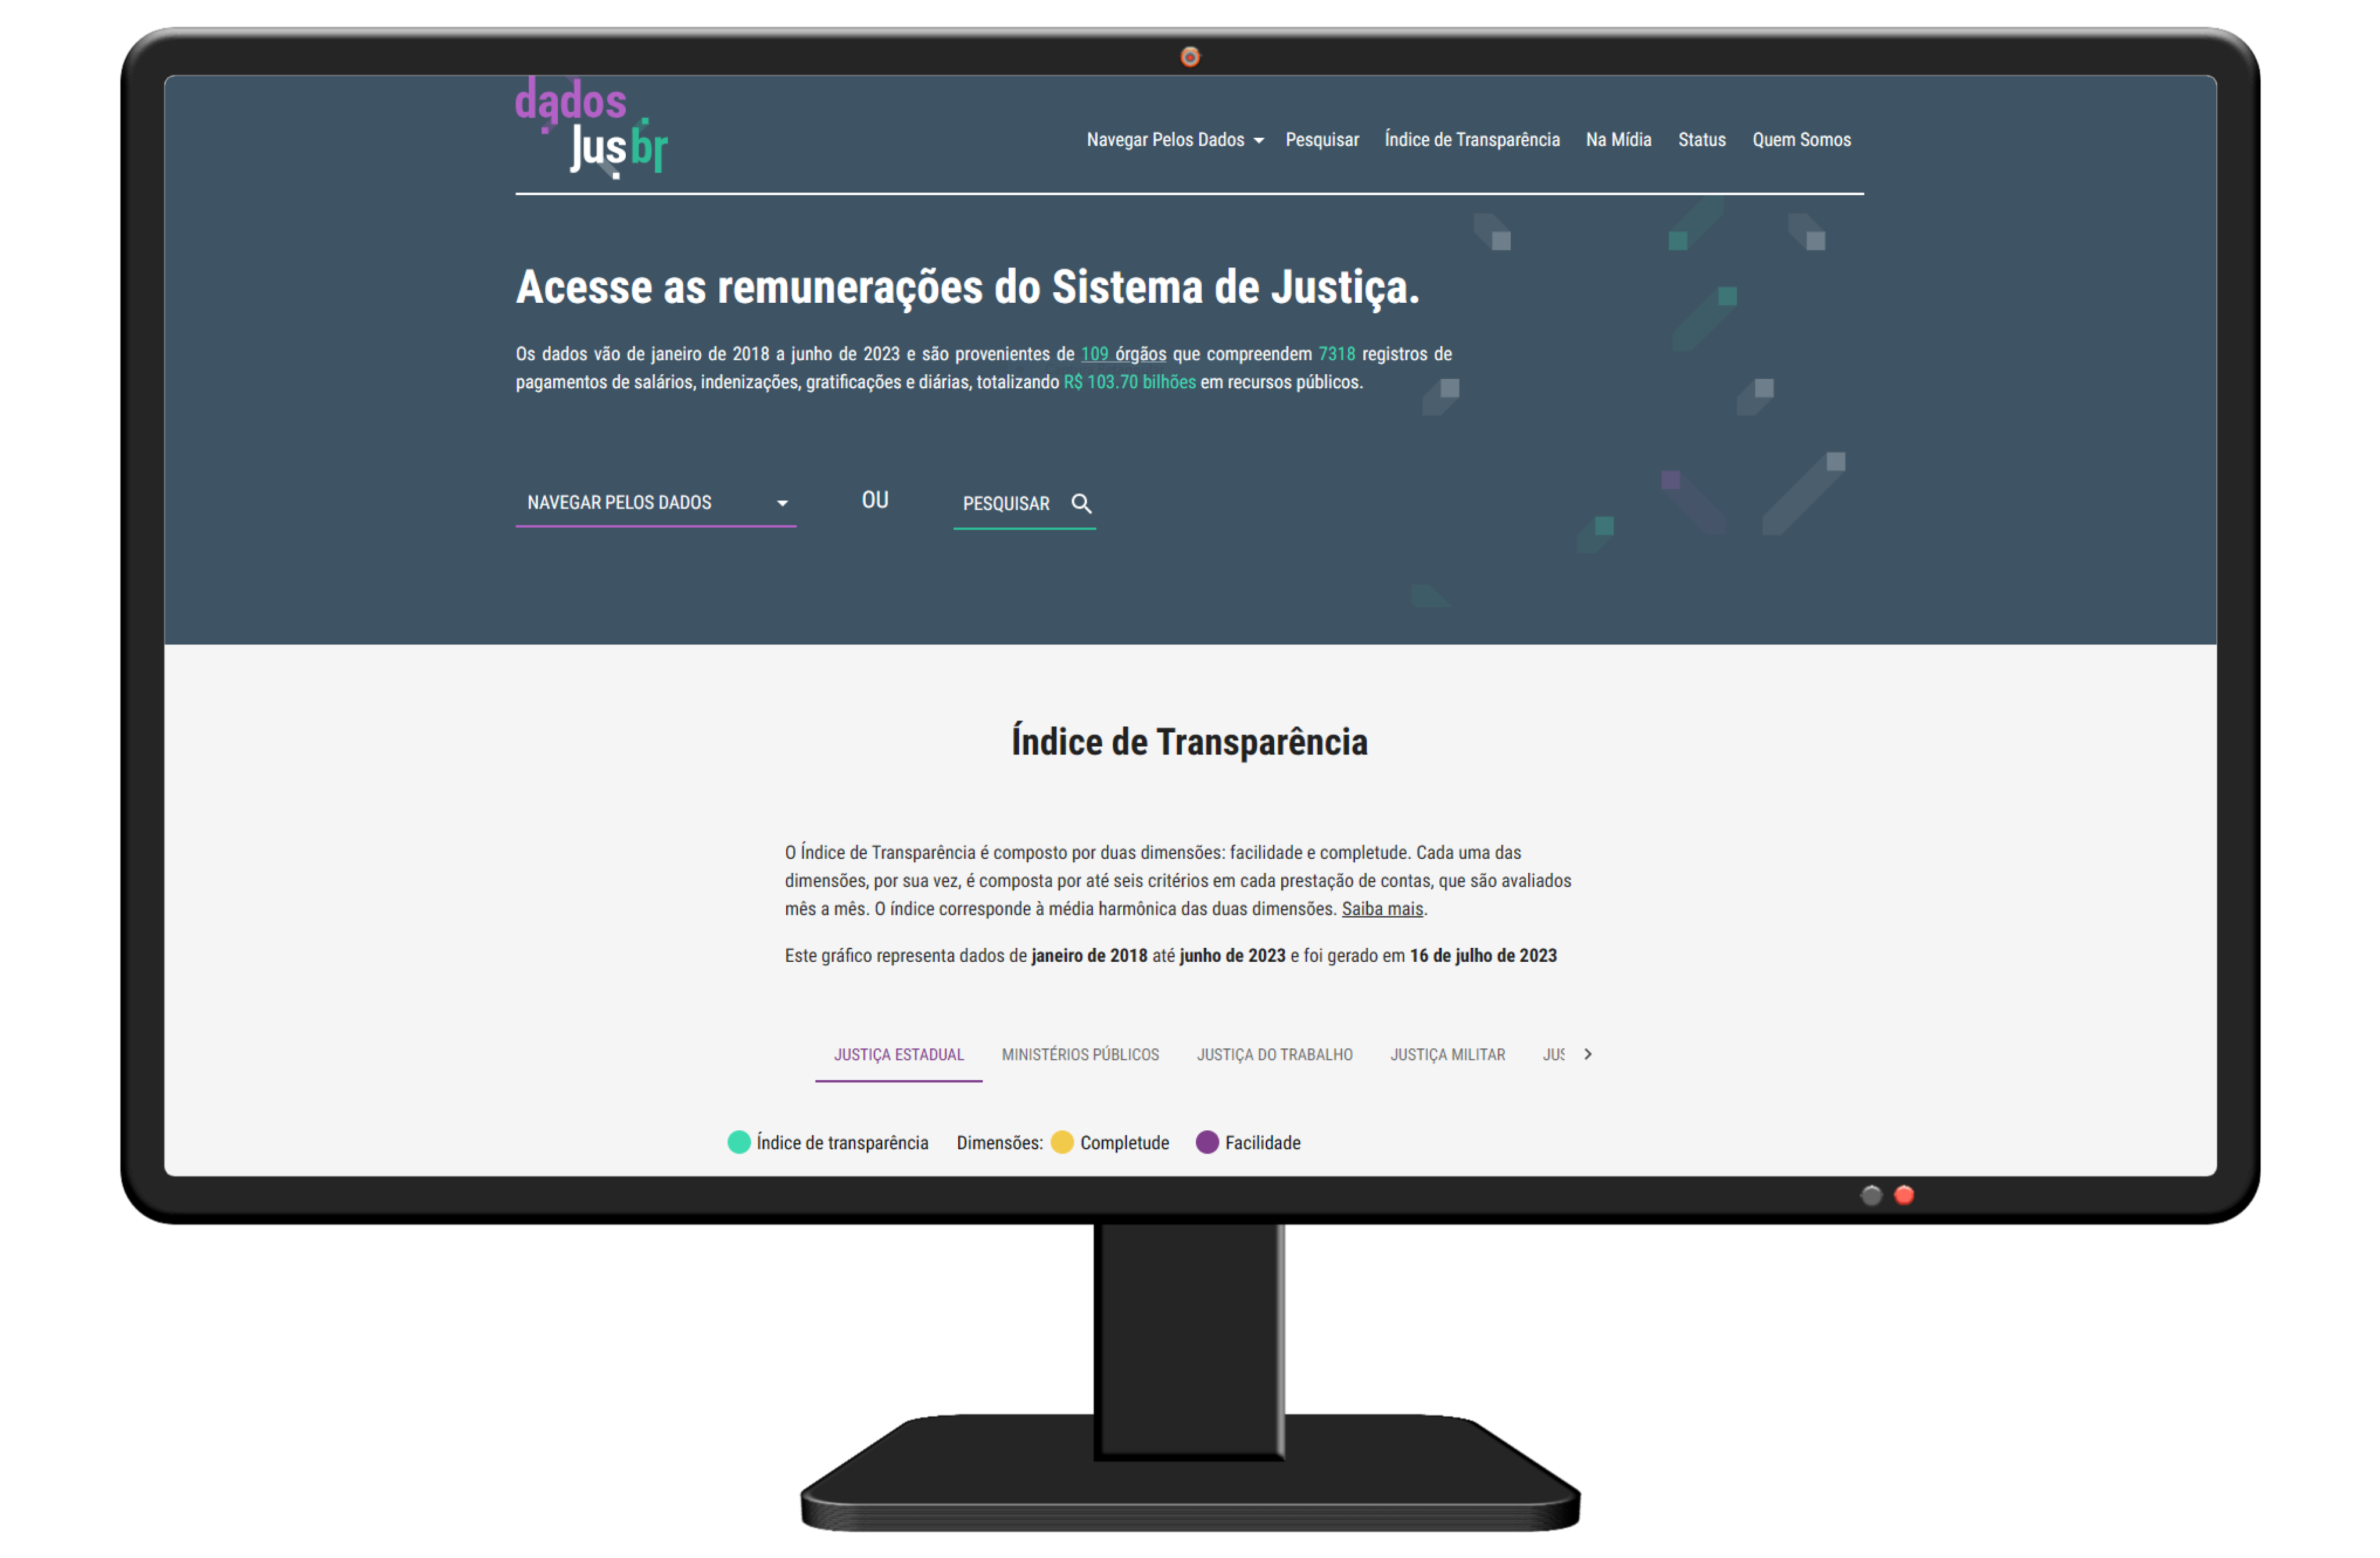 dados
Jusbr
Navegar Pelos Dados Pesquisar Índice de Transparência Na Mídia Status Quem Somos
Acesse as remunerações do Sistema de Justiça.
Os dados vão de janeiro de 2018 a junho de 2023 e são provenientes de 109 órgãos que compreendem 7318 registros de
pagamentos de salários, indenizações, gratificações e diárias, totalizando R$ 103.70 bilhões em recursos públicos.
NAVEGAR PELOS DADOS OU PESQUISAR
Índice de Transparência
O Índice de Transparência é composto por duas dimensões: facilidade e completude. Cada uma das
dimensões, por sua vez, é composta por até seis critérios em cada prestação de contas, que são avaliados
mês a mês. O índice corresponde à média harmônica das duas dimensões. Saiba mais.
Este gráfico representa dados de janeiro de 2018 até junho de 2023 e foi gerado em 16 de julho de 2023
JUSTIÇA ESTADUAL MINISTÉRIOS PÚBLICOS JUSTIÇA DO TRABALHO JUSTIÇA MILITAR
Índice de transparência Dimensões: Completude Facilidade